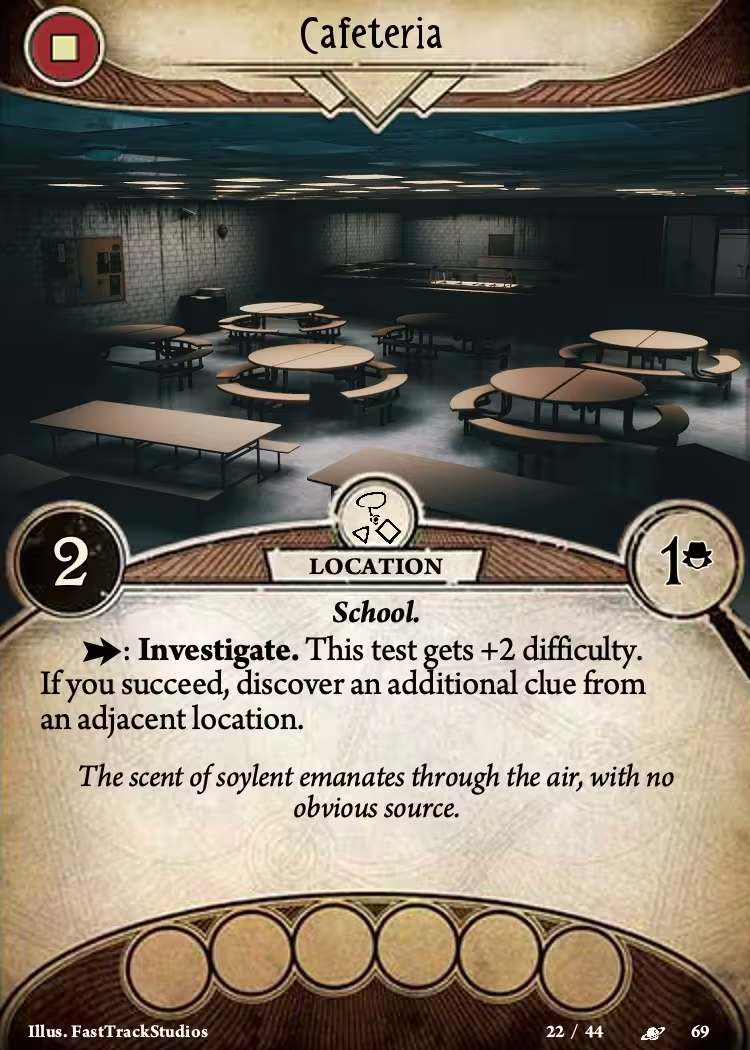 Cafeteria
2
LOCATION
1
School.
: Investigate. This test gets +2 difficulty.
If you succeed, discover an additional clue from
an adjacent location.
The scent of soylent emanates through the air, with no
obvious source.
Illus. FastTrackStudios 22 / 44 69